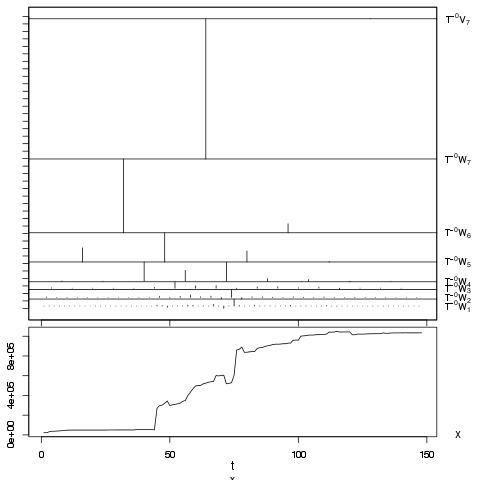 T⁻⁰V₇
T⁻⁰W₇
T⁻⁰W₆
T⁻⁰W₅
T⁻⁰W₄
T⁻⁰W₃
T⁻⁰W₂
T⁻⁰W₁
8e+05
4e+05
0e+00
X
0 50 100 150
t
x